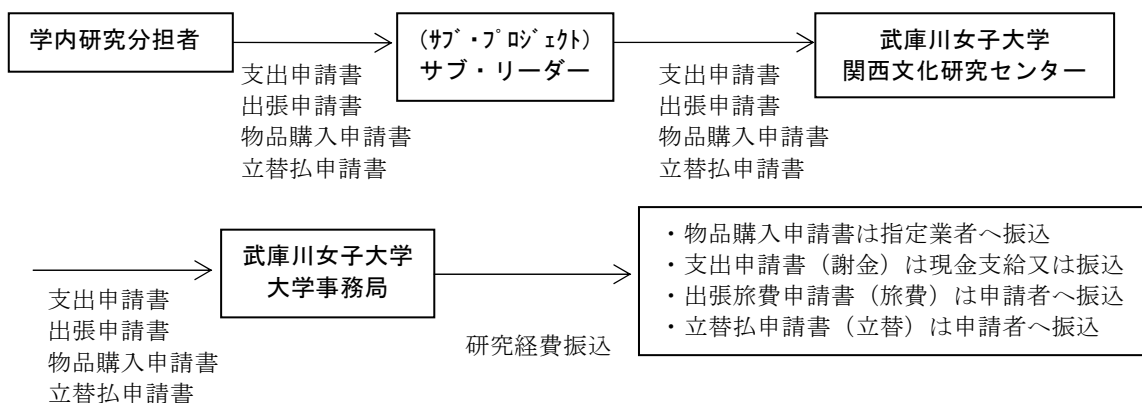 学内研究分担者
支出申請書
出張申請書
物品購入申請書
立替払申請書
(ｻﾌﾞ・ﾌﾟﾛｼﾞｪｸﾄ)
サブ・リーダー
支出申請書
出張申請書
物品購入申請書
立替払申請書
武庫川女子大学
関西文化研究センター
支出申請書
出張申請書
物品購入申請書
立替払申請書
武庫川女子大学
大学事務局
研究経費振込
・物品購入申請書は指定業者へ振込
・支出申請書（謝金）は現金支給又は振込
・出張旅費申請書（旅費）は申請者へ振込
・立替払申請書（立替）は申請者へ振込